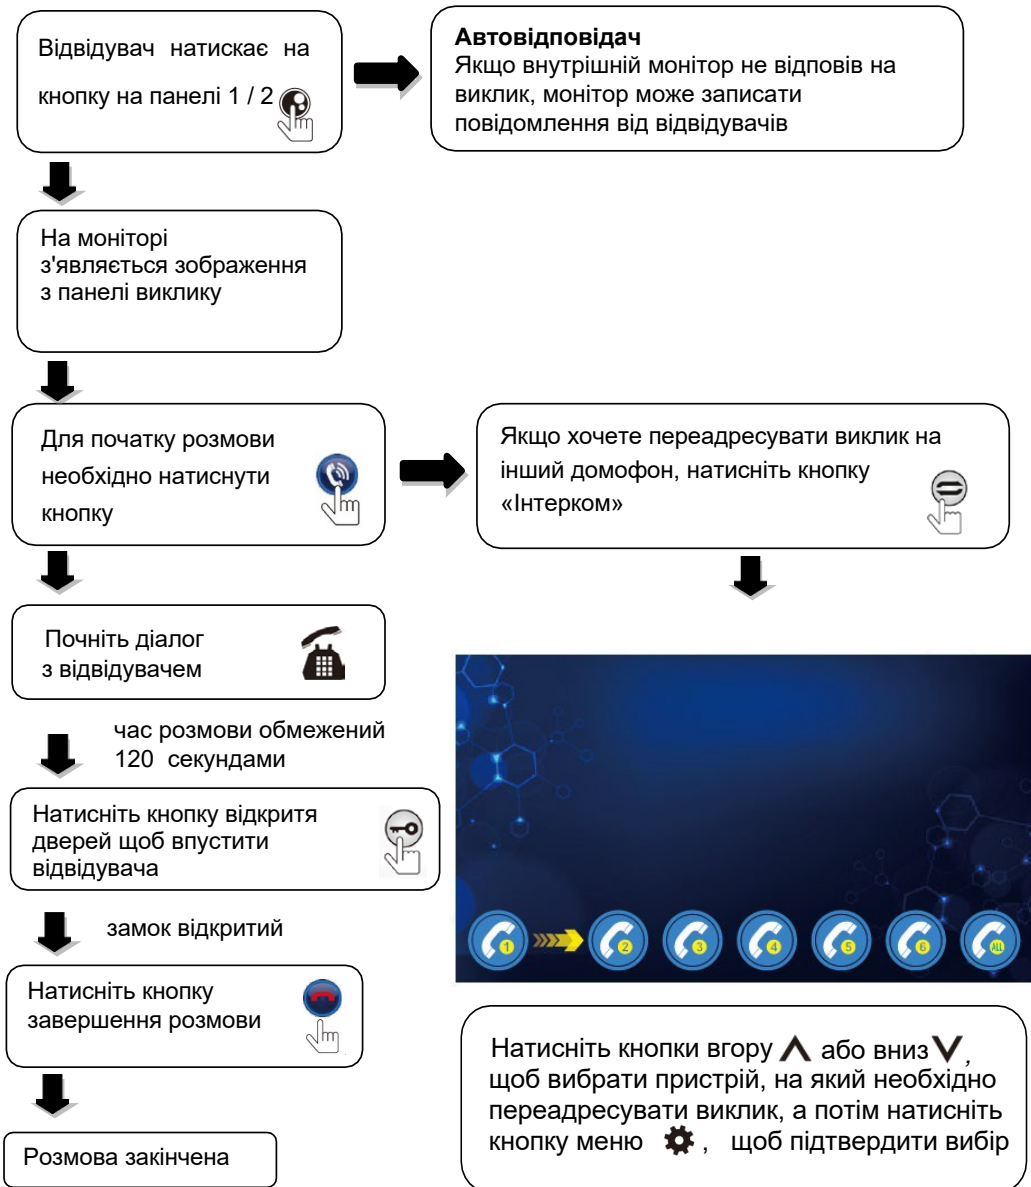 Відвідувач натискає на
кнопку на панелі 1 / 2
Автовідповідач
Якщо внутрішній монітор не відповів на
виклик, монітор може записати
повідомлення від відвідувачів
На моніторі
з'являється зображення
з панелі виклику
Для початку розмови
необхідно натиснути
кнопку
Якщо хочете переадресувати виклик на
інший домофон, натисніть кнопку
«Інтерком»
Почніть діалог
з відвідувачем
час розмови обмежений
120 секундами
Натисніть кнопку відкритя
дверей щоб впустити
відвідувача
замок відкритий
Натисніть кнопку
завершення розмови
Розмова закінчена
1 2 3 4 5 6 ALL
Натисніть кнопки вгору або вниз ,
щоб вибрати пристрій, на який необхідно
переадресувати виклик, а потім натисніть
кнопку меню , щоб підтвердити вибір